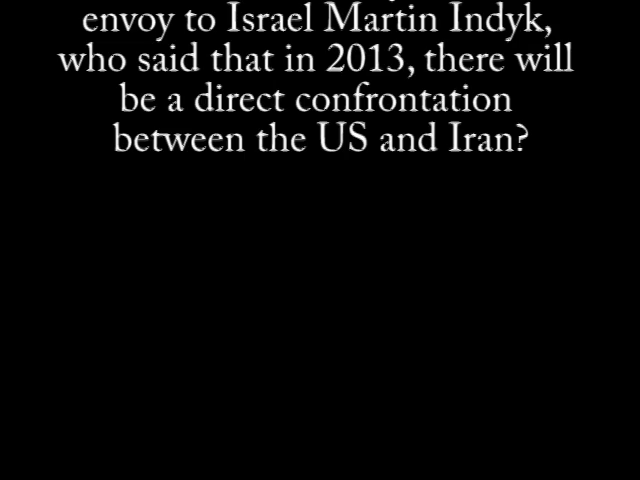 envoy to Israel Martin Indyk,
who said that in 2013, there will
be a direct confrontation
between the US and Iran?